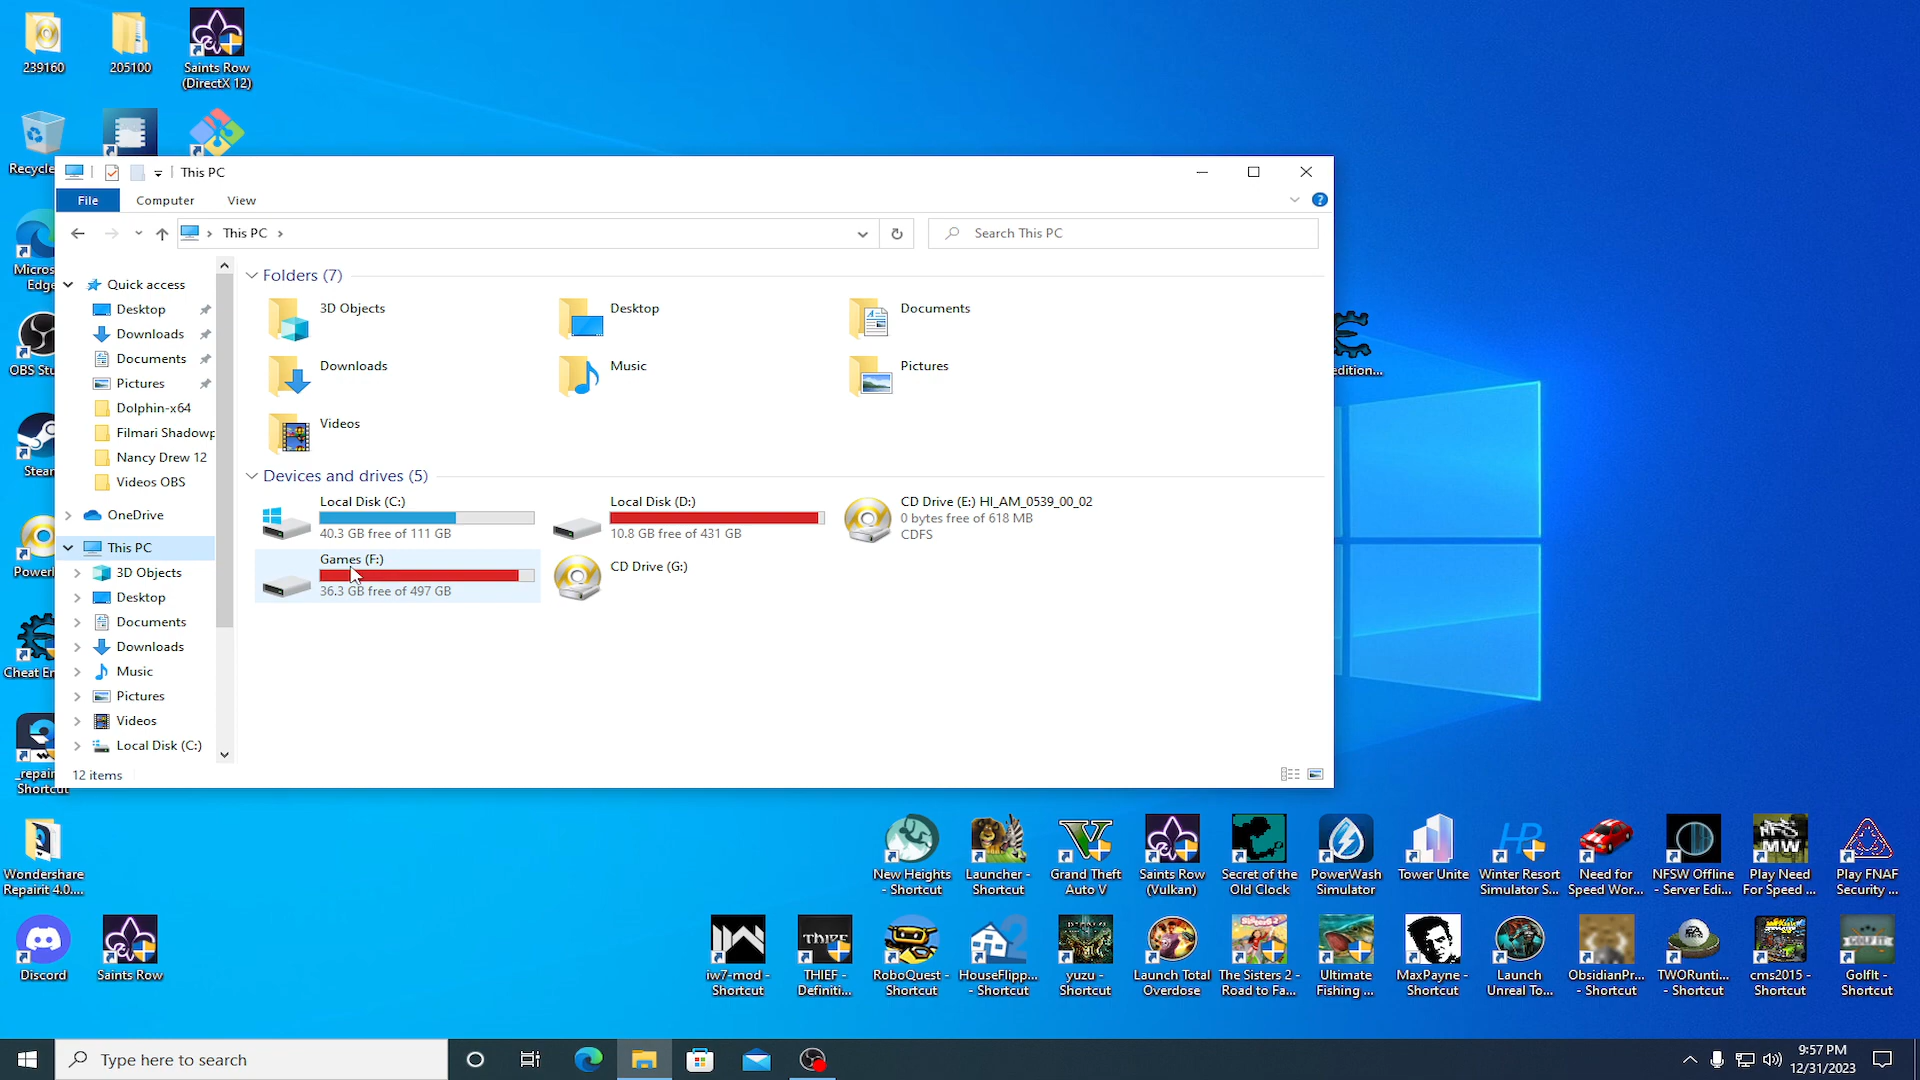 239160
205100
Saints Row
(DirectX 12)
Recycle
This PC
File
Computer
View
This PC
Search This PC
Micros
Edge
OBS Stu
Steam
Cheat En
_repair
Shortcut
Quick access
Desktop
Downloads
Documents
Pictures
Dolphin-x64
Filmari Shadowp
Nancy Drew 12
Videos OBS
OneDrive
This PC
3D Objects
Desktop
Documents
Downloads
Music
Pictures
Videos
Local Disk (C:)
12 items
Folders (7)
3D Objects
Desktop
Documents
Downloads
Music
Pictures
Videos
Devices and drives (5)
Local Disk (C:)
40.3 GB free of 111 GB
Local Disk (D:)
10.8 GB free of 431 GB
CD Drive (E:) HI_AM_0539_00_02
0 bytes free of 618 MB
CDFS
Games (F:)
36.3 GB free of 497 GB
CD Drive (G:)
edition...
Wondershare
Repairit 4.0....
New Heights
- Shortcut
Launcher -
Shortcut
Grand Theft
Auto V
Saints Row
(Vulkan)
Secret of the
Old Clock
PowerWash
Simulator
Tower Unite
Winter Resort
Simulator S...
Need for
Speed Wor...
NFSW Offline
- Server Edi...
Play Need
For Speed ...
Play FNAF
Security ...
Discord
Saints Row
iw7-mod -
Shortcut
THIEF -
Definiti...
RoboQuest -
Shortcut
HouseFlipp...
- Shortcut
yuzu -
Shortcut
Launch Total
Overdose
The Sisters 2 -
Road to Fa...
Ultimate
Fishing ...
MaxPayne -
Shortcut
Launch
Unreal To...
ObsidianPr...
- Shortcut
TWORunti...
- Shortcut
cms2015 -
Shortcut
GolfIt -
Shortcut
Type here to search
9:57 PM
12/31/2023